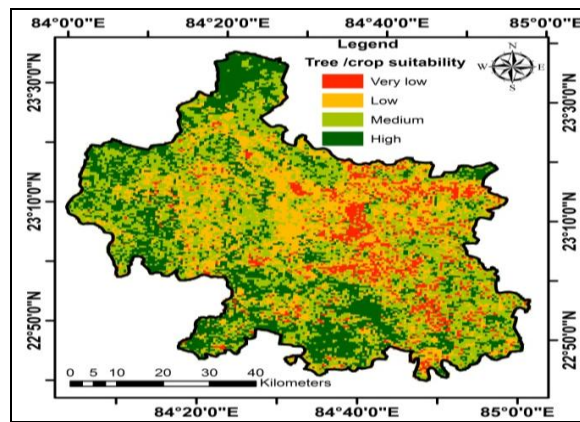 84°0'0"E 84°20'0"E 84°40'0"E 85°0'0"E
Legend
Tree /crop suitability
Very low
Low
Medium
High
N
W E
S
23°30'0"N
23°10'0"N
22°50'0"N
23°30'0"N
23°10'0"N
22°50'0"N
0 5 10 20 30 40
Kilometers
84°20'0"E 84°40'0"E 85°0'0"E